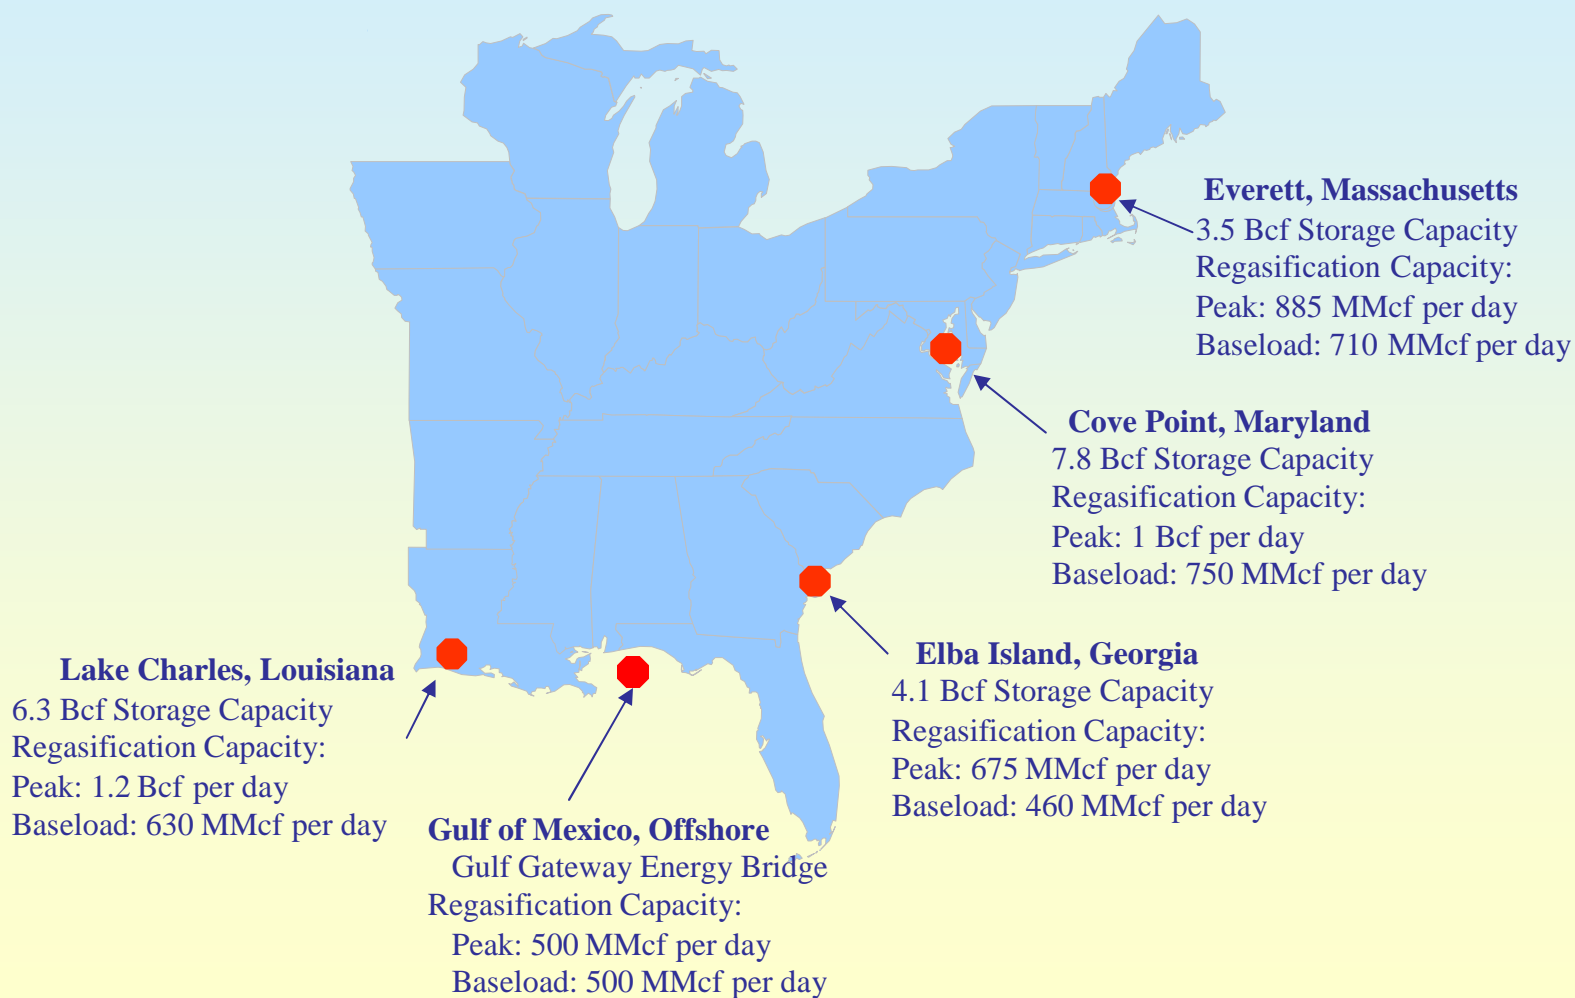 Everett, Massachusetts
3.5 Bcf Storage Capacity
Regasification Capacity:
Peak: 885 MMcf per day
Baseload: 710 MMcf per day
Cove Point, Maryland
7.8 Bcf Storage Capacity
Regasification Capacity:
Peak: 1 Bcf per day
Baseload: 750 MMcf per day
Elba Island, Georgia
4.1 Bcf Storage Capacity
Regasification Capacity:
Peak: 675 MMcf per day
Baseload: 460 MMcf per day
Lake Charles, Louisiana
6.3 Bcf Storage Capacity
Regasification Capacity:
Peak: 1.2 Bcf per day
Baseload: 630 MMcf per day
Gulf of Mexico, Offshore
Gulf Gateway Energy Bridge
Regasification Capacity:
Peak: 500 MMcf per day
Baseload: 500 MMcf per day